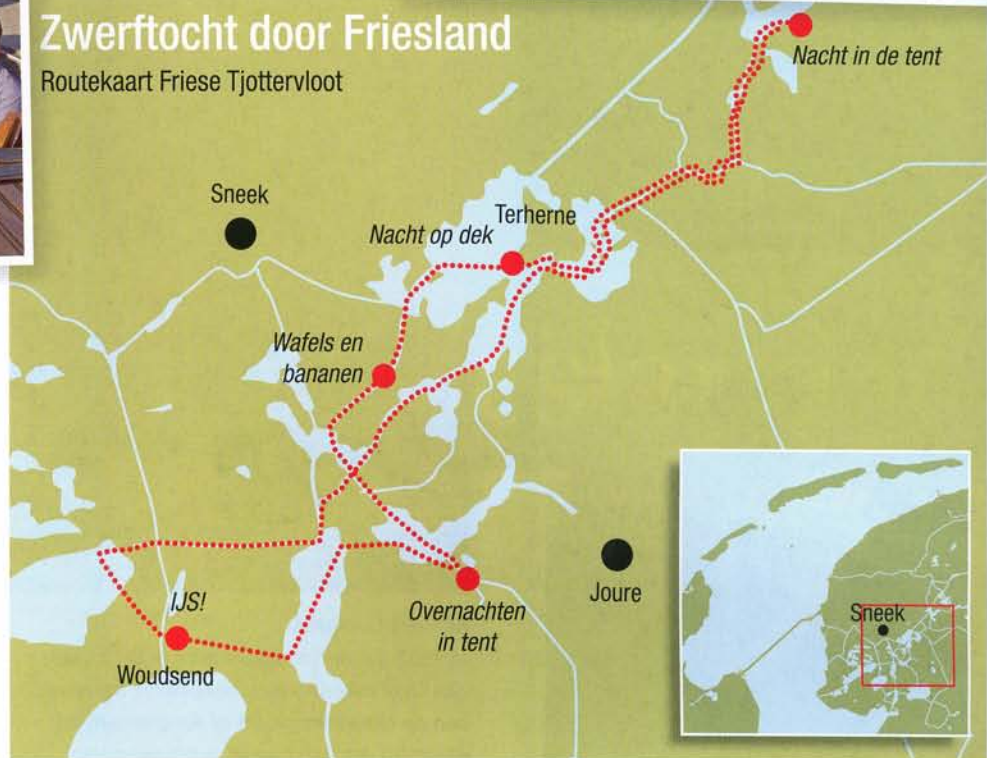 Zwerftocht door Friesland
Routekaart Friese Tjottervloot
Nacht in de tent
Sneek
Terherne
Nacht op dek
Wafels en
bananen
Joure
IJS!
Overnachten
in tent
Woudsend
Sneek